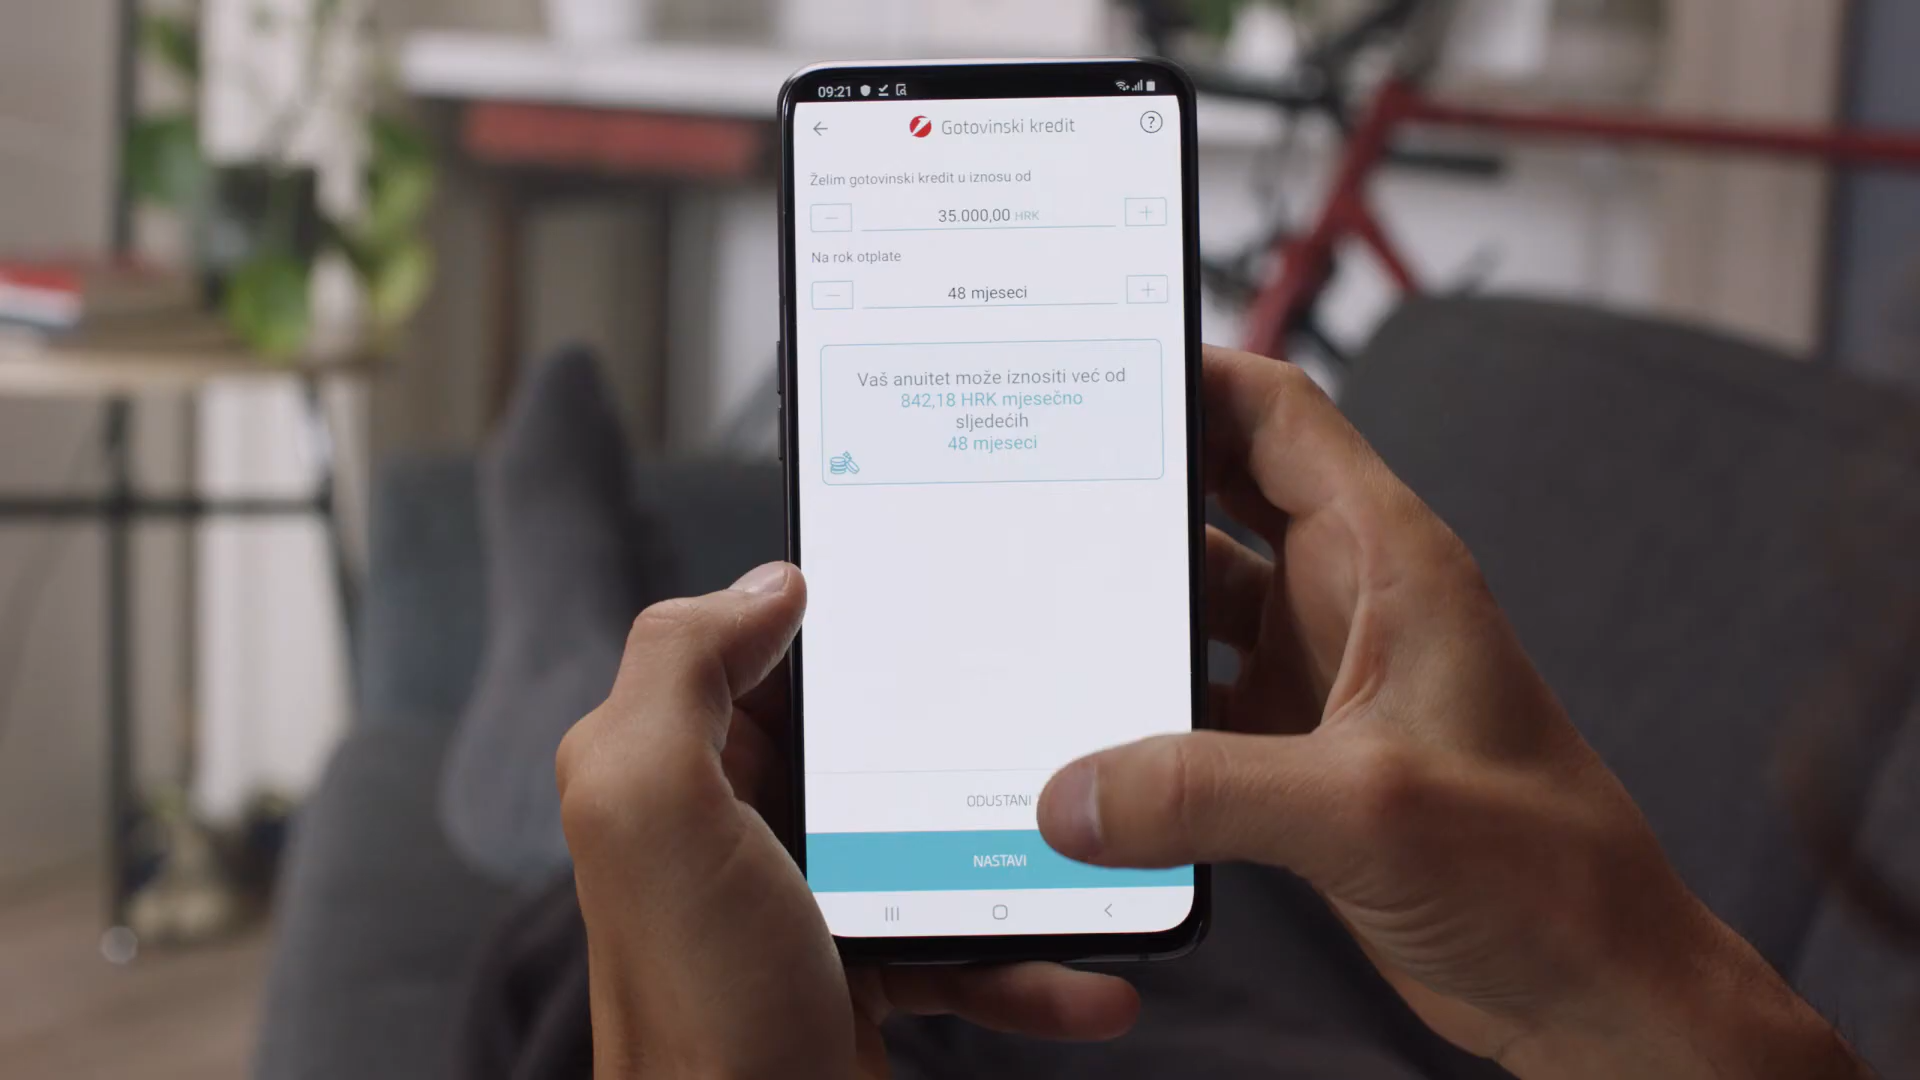 09:21
Gotovinski kredit
?
Želim gotovinski kredit u iznosu od
35.000,00 HRK
Na rok otplate
48 mjeseci
Vaš anuitet može iznositi već od
842,18 HRK mjesečno
sljedećih
48 mjeseci
ODUSTANI
NASTAVI